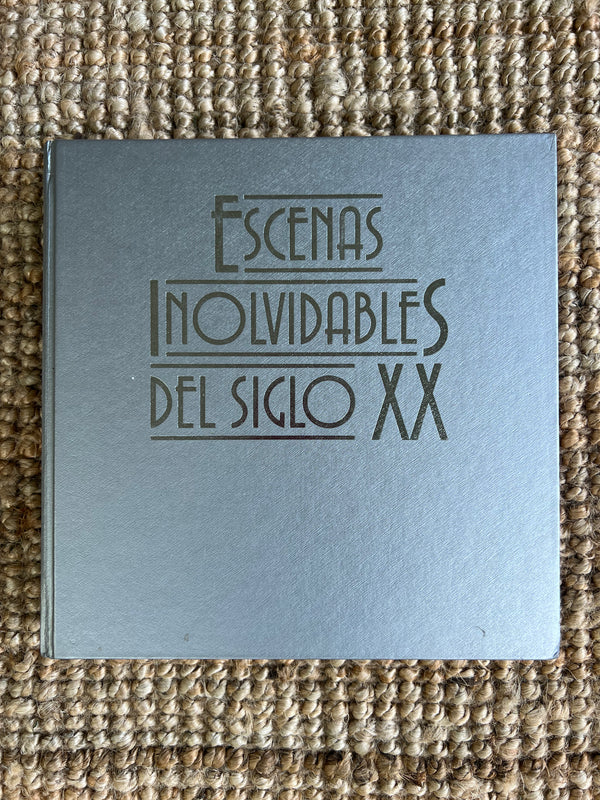 ESCENAS
INOLVIDABLES
DEL SIGLO XX